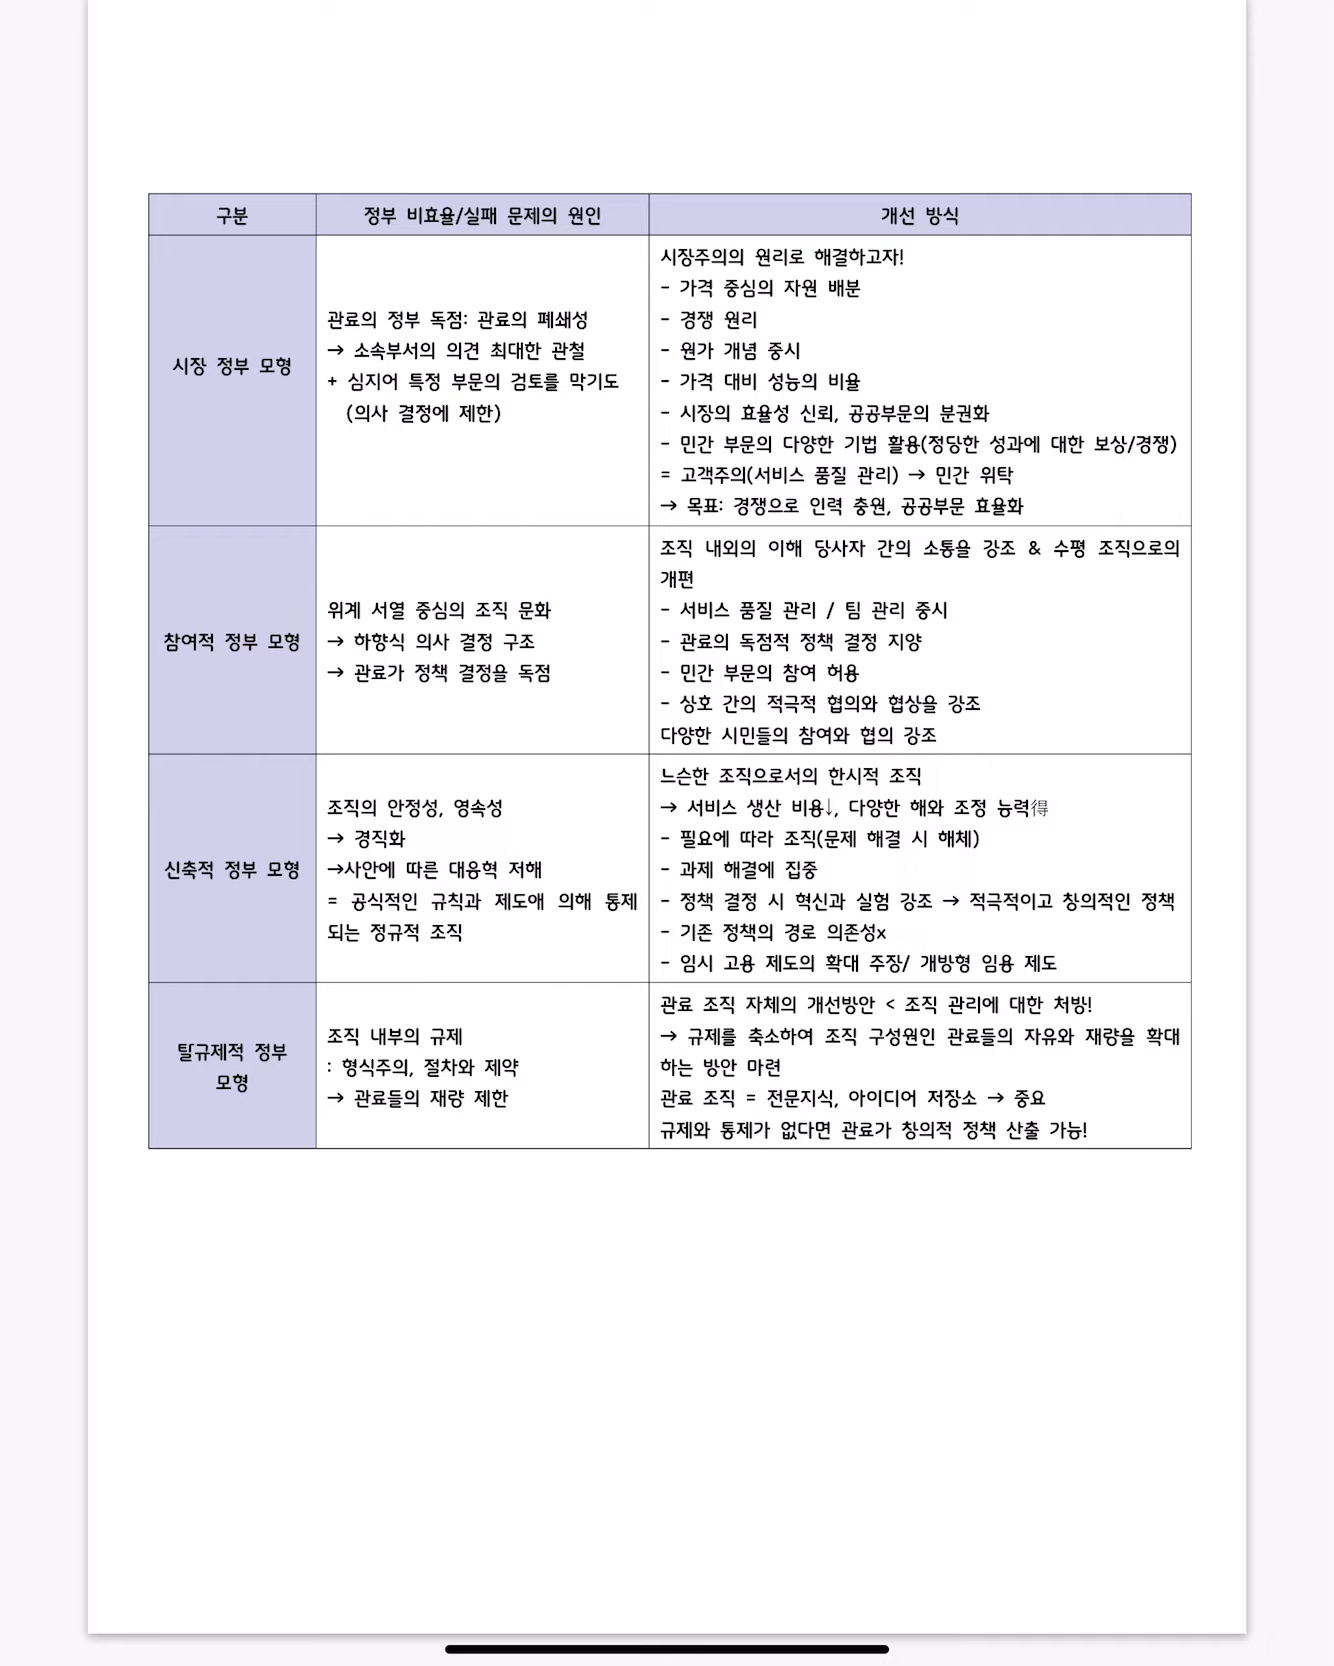 구분
정부 비효율/실패 문제의 원인
개선 방식
시장 정부 모형
관료의 정부 독점: 관료의 폐쇄성
→ 소속부서의 의견 최대한 관철
+ 심지어 특정 부문의 검토를 막기도
(의사 결정에 제한)
시장주의의 원리로 해결하고자!
- 가격 중심의 자원 배분
- 경쟁 원리
- 원가 개념 중시
- 가격 대비 성능의 비율
- 시장의 효율성 신뢰, 공공부문의 분권화
- 민간 부문의 다양한 기법 활용(정당한 성과에 대한 보상/경쟁)
= 고객주의(서비스 품질 관리) → 민간 위탁
→ 목표: 경쟁으로 인력 충원, 공공부문 효율화
참여적 정부 모형
위계 서열 중심의 조직 문화
→ 하향식 의사 결정 구조
→ 관료가 정책 결정을 독점
조직 내외의 이해 당사자 간의 소통을 강조 & 수평 조직으로의
개편
- 서비스 품질 관리 / 팀 관리 중시
- 관료의 독점적 정책 결정 지양
- 민간 부문의 참여 허용
- 상호 간의 적극적 협의와 협상을 강조
다양한 시민들의 참여와 협의 강조
신축적 정부 모형
조직의 안정성, 영속성
→ 경직화
→사안에 따른 대응혁 저해
= 공식적인 규칙과 제도애 의해 통제
되는 정규적 조직
느슨한 조직으로서의 한시적 조직
→ 서비스 생산 비용↓, 다양한 해와 조정 능력得
- 필요에 따라 조직(문제 해결 시 해체)
- 과제 해결에 집중
- 정책 결정 시 혁신과 실험 강조 → 적극적이고 창의적인 정책
- 기존 정책의 경로 의존성x
- 임시 고용 제도의 확대 주장/ 개방형 임용 제도
탈규제적 정부
모형
조직 내부의 규제
: 형식주의, 절차와 제약
→ 관료들의 재량 제한
관료 조직 자체의 개선방안 < 조직 관리에 대한 처방!
→ 규제를 축소하여 조직 구성원인 관료들의 자유와 재량을 확대
하는 방안 마련
관료 조직 = 전문지식, 아이디어 저장소 → 중요
규제와 통제가 없다면 관료가 창의적 정책 산출 가능!